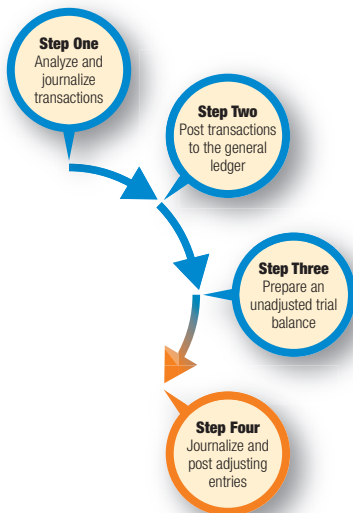 Step One
Analyze and
journalize
transactions
Step Two
Post transactions
to the general
ledger
Step Three
Prepare an
unadjusted trial
balance
Step Four
Journalize and
post adjusting
entries